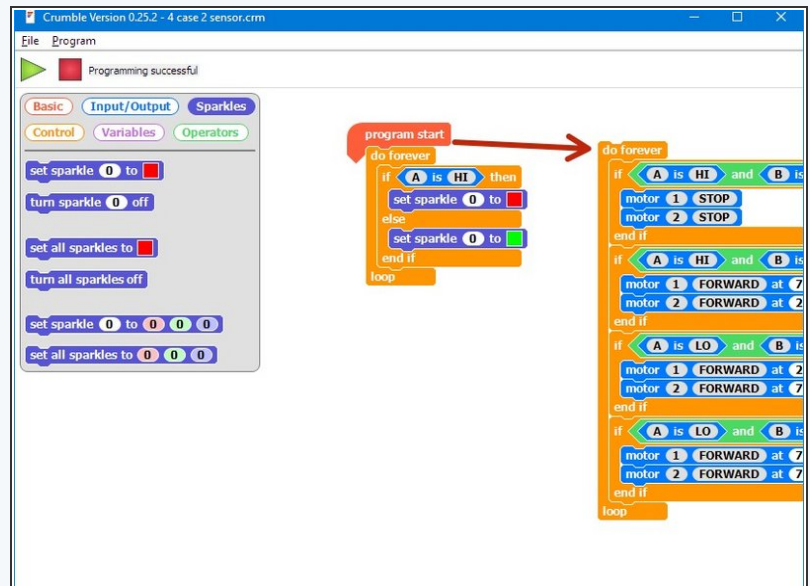 Crumble Version 0.25.2 - 4 case 2 sensor.crm
File Program
Programming successful
Basic Input/Output Sparkles
Control Variables Operators
set sparkle 0 to
turn sparkle 0 off
set all sparkles to
turn all sparkles off
set sparkle 0 to 0 0 0
set all sparkles to 0 0 0
program start
do forever
if A is HI then
set sparkle 0 to
else
set sparkle 0 to
end if
loop
do forever
if A is HI and B is
motor 1 STOP
motor 2 STOP
end if
if A is HI and B is
motor 1 FORWARD at 7
motor 2 FORWARD at 2
end if
if A is LO and B is
motor 1 FORWARD at 2
motor 2 FORWARD at 7
end if
if A is LO and B is
motor 1 FORWARD at 7
motor 2 FORWARD at 7
end if
loop